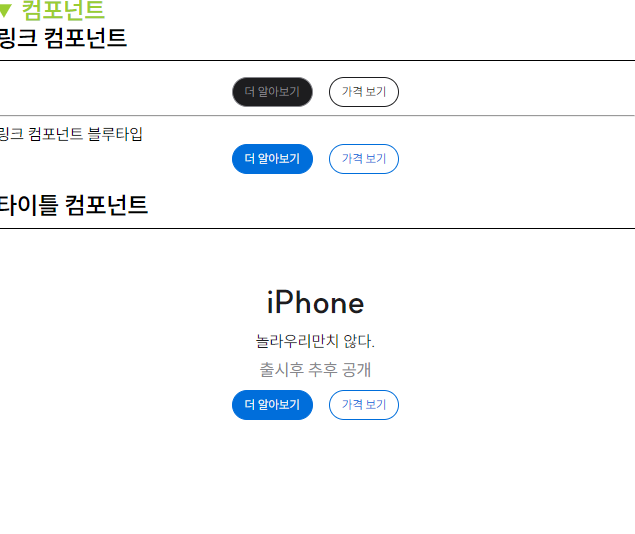 ▼ 컴포넌트
링크 컴포넌트
더 알아보기 가격 보기
링크 컴포넌트 블루타입
더 알아보기 가격 보기
타이틀 컴포넌트
iPhone
놀라우리만치 않다.
출시후 추후 공개
더 알아보기 가격 보기